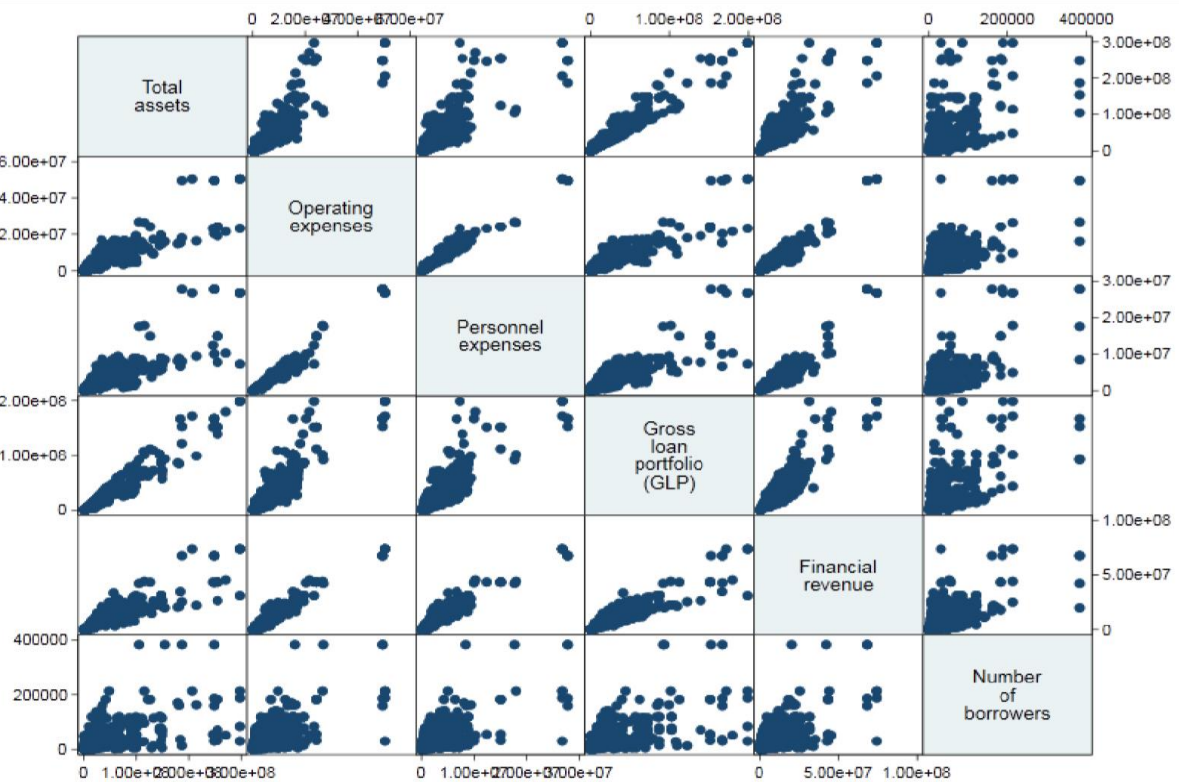 0 2.00e+07 4.00e+07 6.00e+07 0 1.00e+08 2.00e+08 0 200000 400000
Total
assets
3.00e+08
2.00e+08
1.00e+08
0
6.00e+07
4.00e+07
2.00e+07
0
Operating
expenses
Personnel
expenses
3.00e+07
2.00e+07
1.00e+07
0
2.00e+08
1.00e+06
0
Gross
loan
portfolio
(GLP)
Financial
revenue
1.00e+08
5.00e+07
0
400000
200000
0
Number
of
borrowers
0 1.00e+08 2.00e+08 3.00e+08 0 1.00e+07 2.00e+07 3.00e+07 0 5.00e+07 1.00e+08